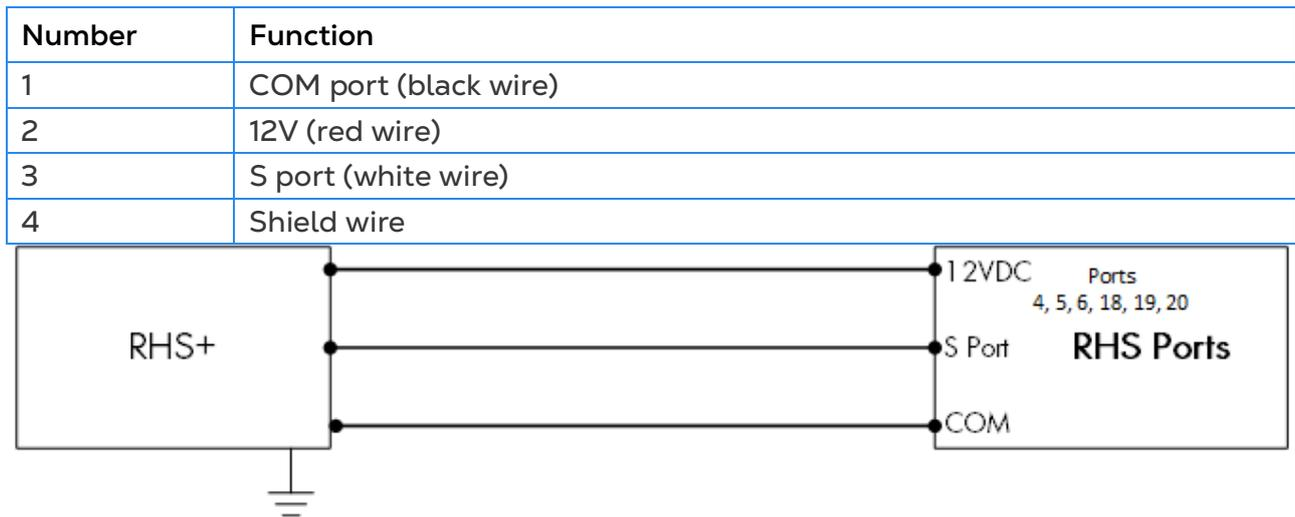 Number Function
1 COM port (black wire)
2 12V (red wire)
3 S port (white wire)
4 Shield wire
12VDC Ports
4, 5, 6, 18, 19, 20
RHS+ S Port RHS Ports
COM